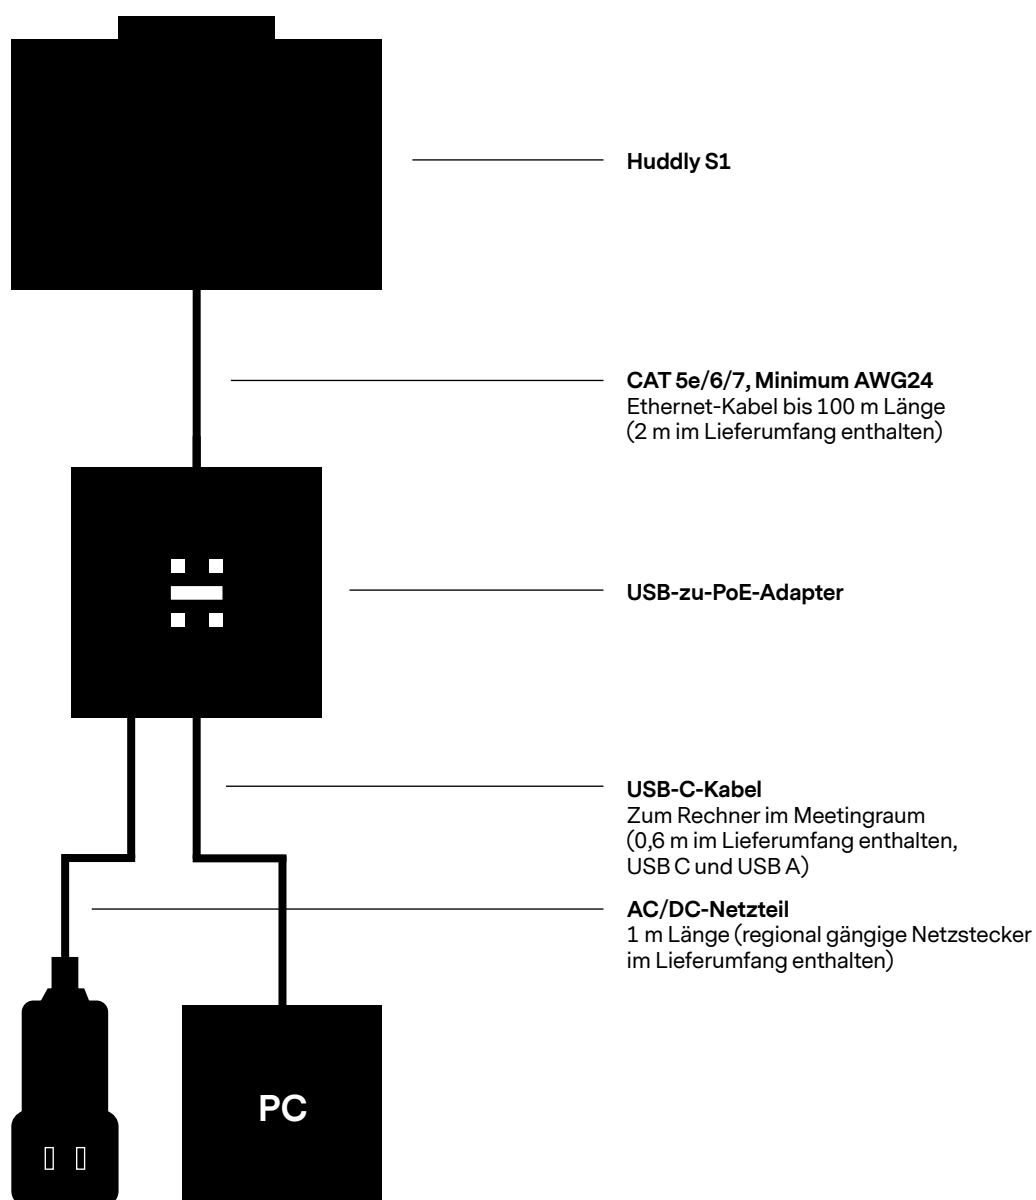 Huddly S1
CAT 5e/6/7, Minimum AWG24
Ethernet-Kabel bis 100 m Länge
(2 m im Lieferumfang enthalten)
USB-zu-PoE-Adapter
USB-C-Kabel
Zum Rechner im Meetingraum
(0,6 m im Lieferumfang enthalten,
USB C und USB A)
AC/DC-Netzteil
1 m Länge (regional gängige Netzstecker
im Lieferumfang enthalten)
PC